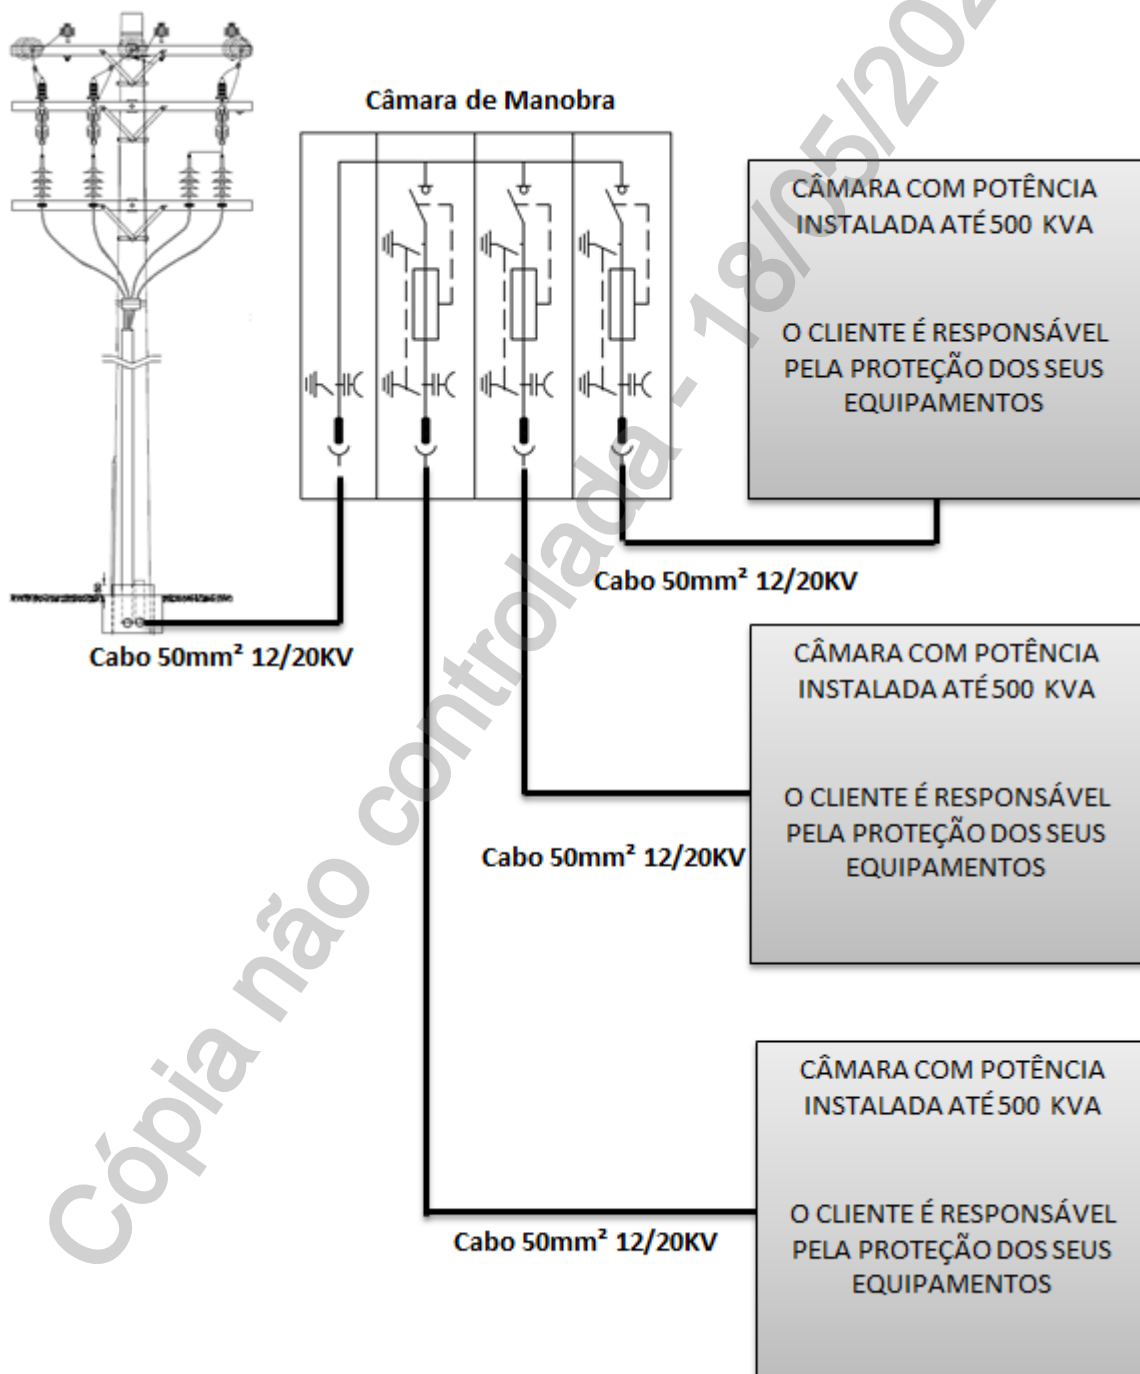 Câmara de Manobra
CÂMARA COM POTÊNCIA
INSTALADA ATÉ 500 KVA
O CLIENTE É RESPONSÁVEL
PELA PROTEÇÃO DOS SEUS
EQUIPAMENTOS
Cabo 50mm² 12/20KV
Cabo 50mm² 12/20KV
CÂMARA COM POTÊNCIA
INSTALADA ATÉ 500 KVA
O CLIENTE É RESPONSÁVEL
PELA PROTEÇÃO DOS SEUS
EQUIPAMENTOS
Cabo 50mm² 12/20KV
CÂMARA COM POTÊNCIA
INSTALADA ATÉ 500 KVA
O CLIENTE É RESPONSÁVEL
PELA PROTEÇÃO DOS SEUS
EQUIPAMENTOS
Cabo 50mm² 12/20KV
Cópia não controlada - 18/05/202